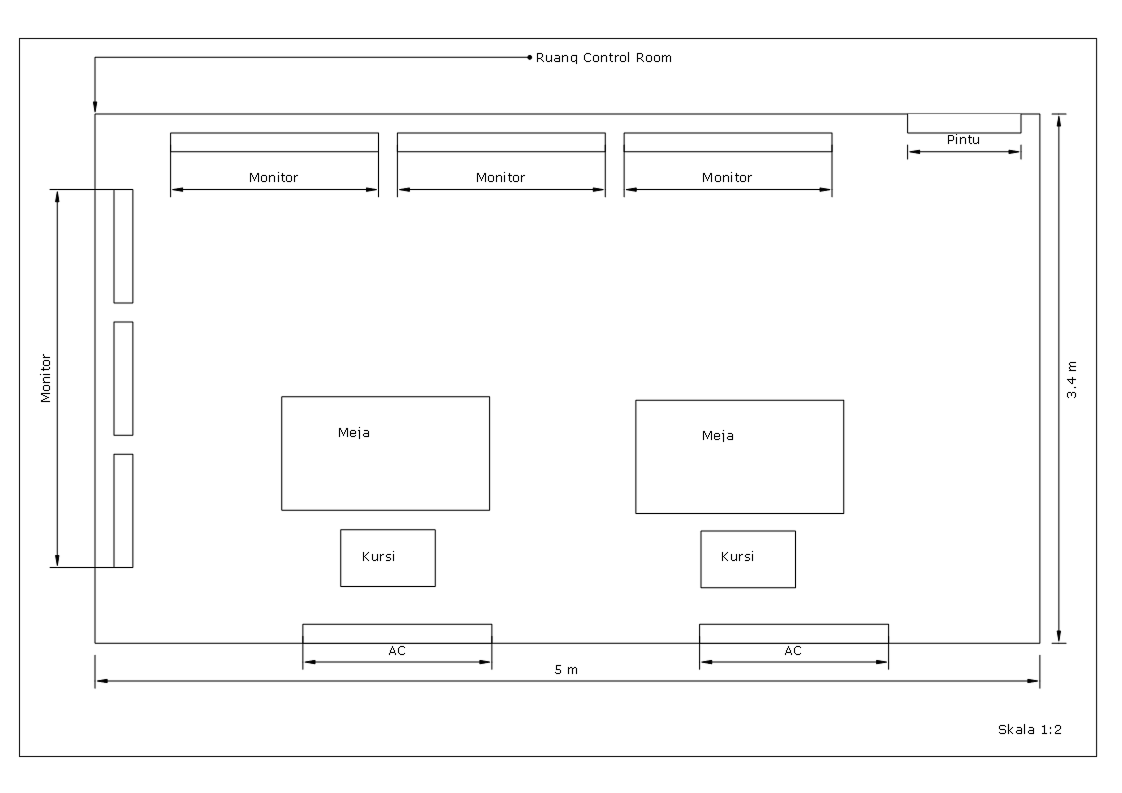 Ruang Control Room
Pintu
Monitor
Monitor
Monitor
Monitor
3.4 m
Meja
Meja
Kursi
Kursi
AC
AC
5 m
Skala 1:2